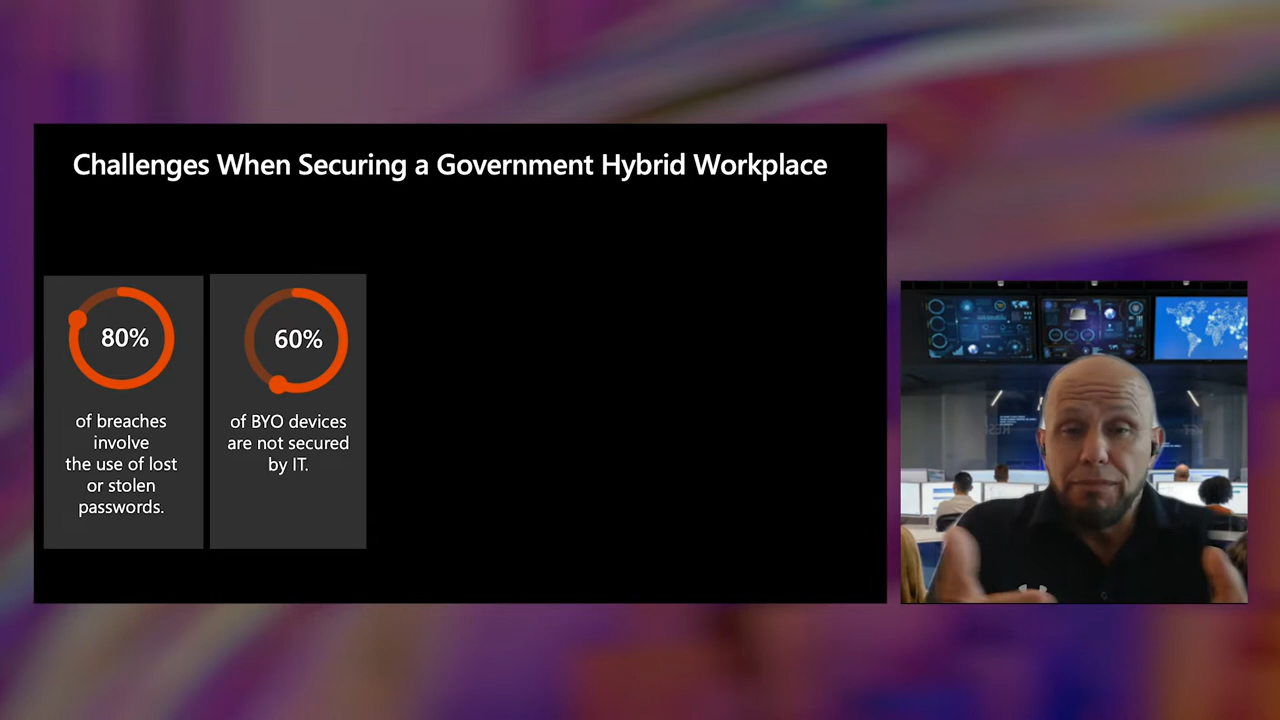 Challenges When Securing a Government Hybrid Workplace
80%
of breaches
involve
the use of lost
or stolen
passwords.
60%
of BYO devices
are not secured
by IT.